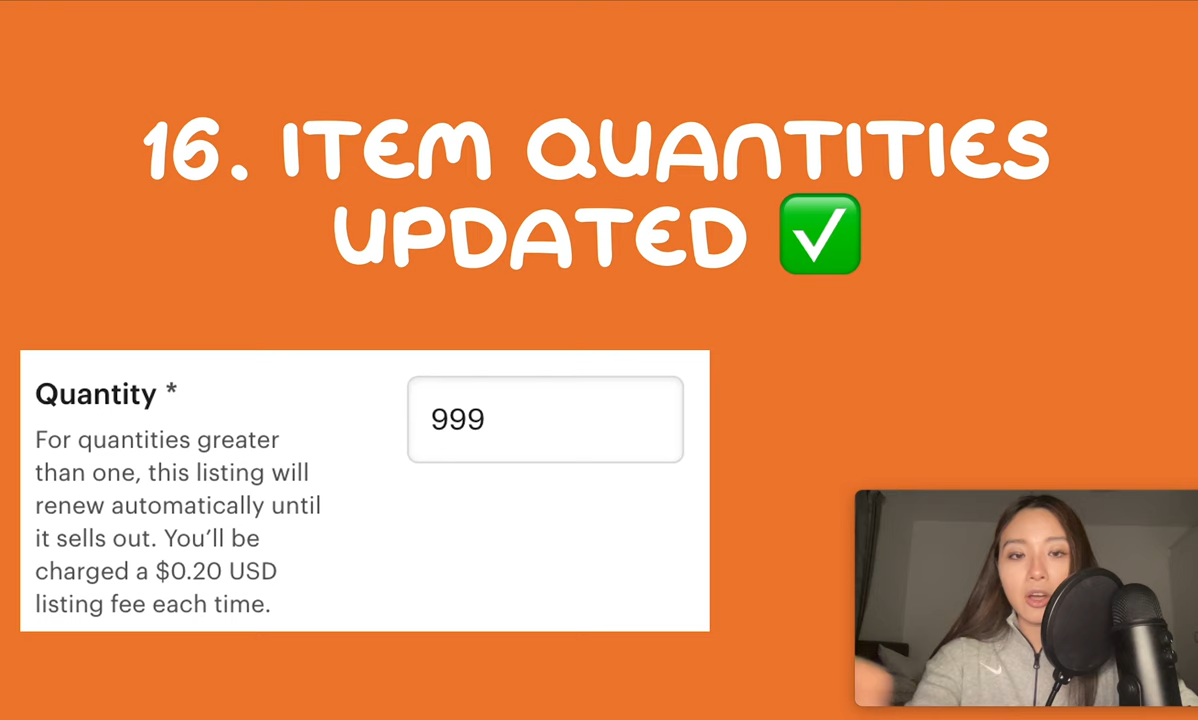 16. ITEM QUANTITIES
UPDATED ✅
Quantity *
999
For quantities greater
than one, this listing will
renew automatically until
it sells out. You’ll be
charged a $0.20 USD
listing fee each time.